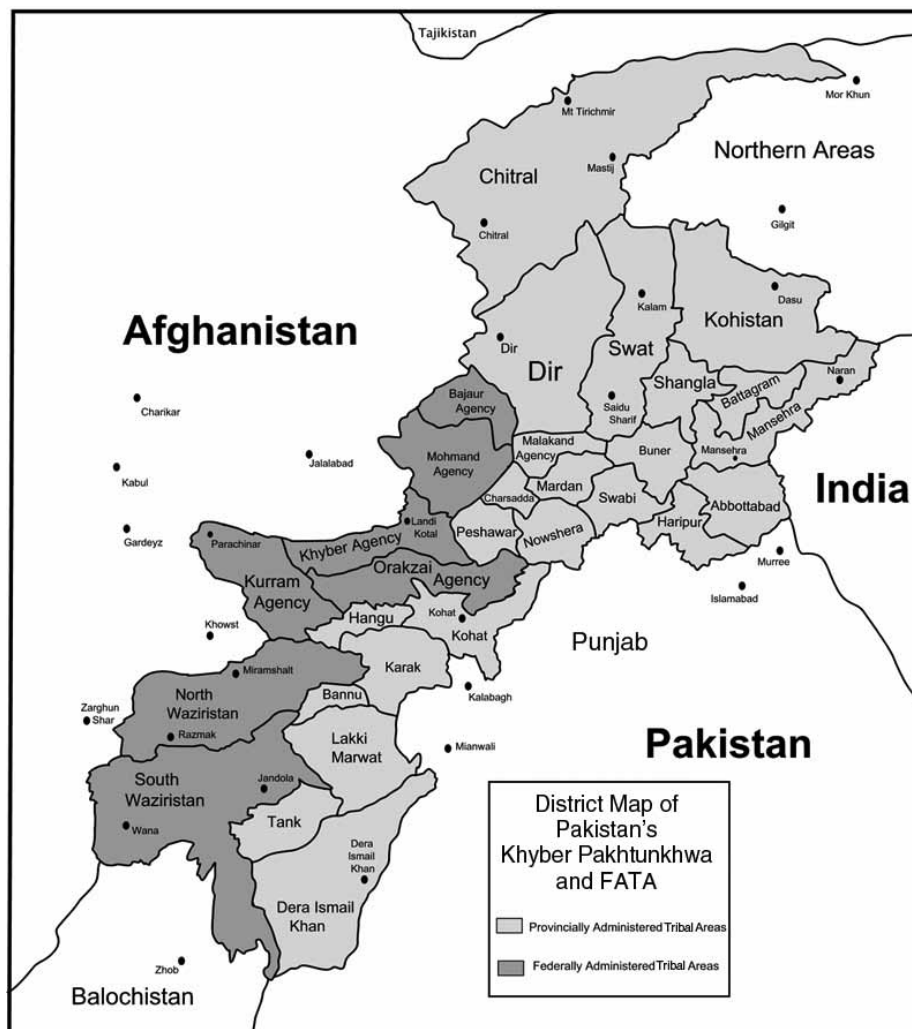 Tajikistan
Mor Khun
Mt Tirichmir
Northern Areas
Mastij
Chitral
Gilgit
Chitral
Dasu
Kalam
Kohistan
Afghanistan
Dir
Swat
Dir
Shangla
Naran
Battagram
Bajaur
Agency
Saidu
Sharif
Mansehra
Charikar
Malakand
Agency
Buner
Mansehra
Jalalabad
Mohmand
Agency
Kabul
Mardan
India
Charsadda
Swabi
Abbottabad
Landi
Kotal
Haripur
Gardeyz
Parachinar
Khyber Agency
Peshawar
Nowshera
Murree
Orakzai
Agency
Kurram
Agency
Islamabad
Kohat
Hangu
Khowst
Kohat
Punjab
Karak
Miramshalt
Kalabagh
North
Waziristan
Bannu
Zarghun
Shar
Razmak
Lakki
Marwat
Mianwali
Pakistan
South
Waziristan
Jandola
Tank
Wana
Dera
Ismail
Khan
Dera Ismail
Khan
Zhob
Balochistan
District Map of
Pakistan's
Khyber Pakhtunkhwa
and FATA
Provincially Administered Tribal Areas
Federally Administered Tribal Areas